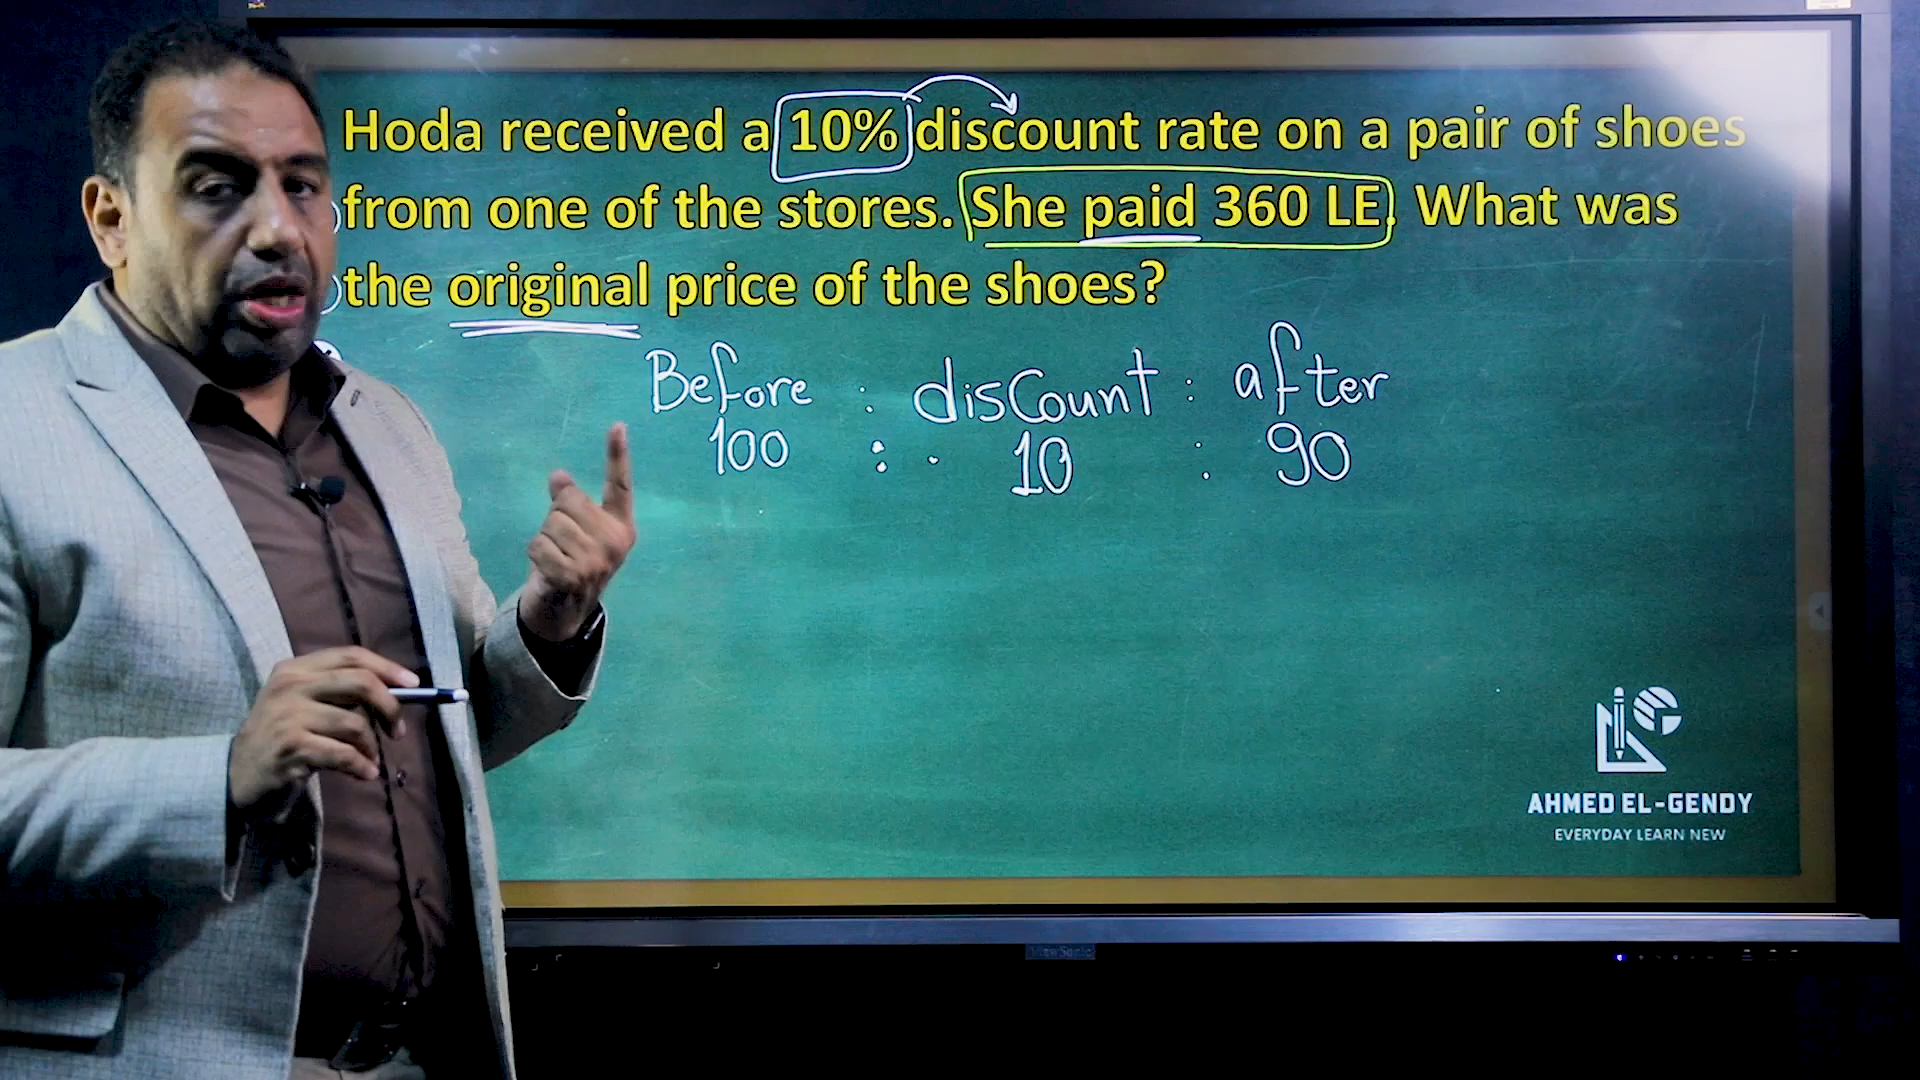 Hoda received a 10% discount rate on a pair of shoes
from one of the stores. She paid 360 LE. What was
the original price of the shoes?
Before : discount : after
100 : 10 : 90
AHMED EL-GENDY
EVERYDAY LEARN NEW
ViewSonic